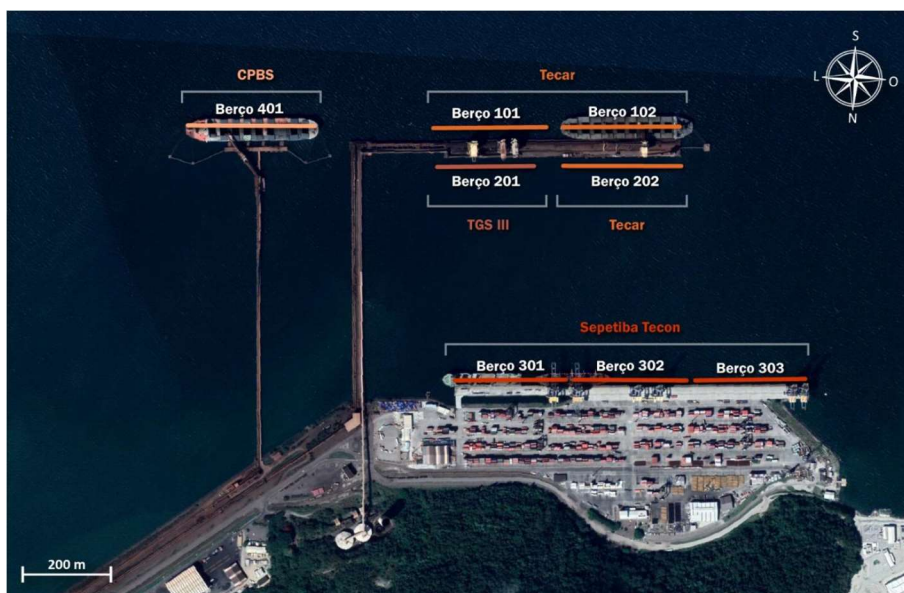 CPBS
Berço 401
Tecar
Berço 101
Berço 102
Berço 201
Berço 202
TGS III
Tecar
Sepetiba Tecon
Berço 301
Berço 302
Berço 303
S
L
O
N
200 m